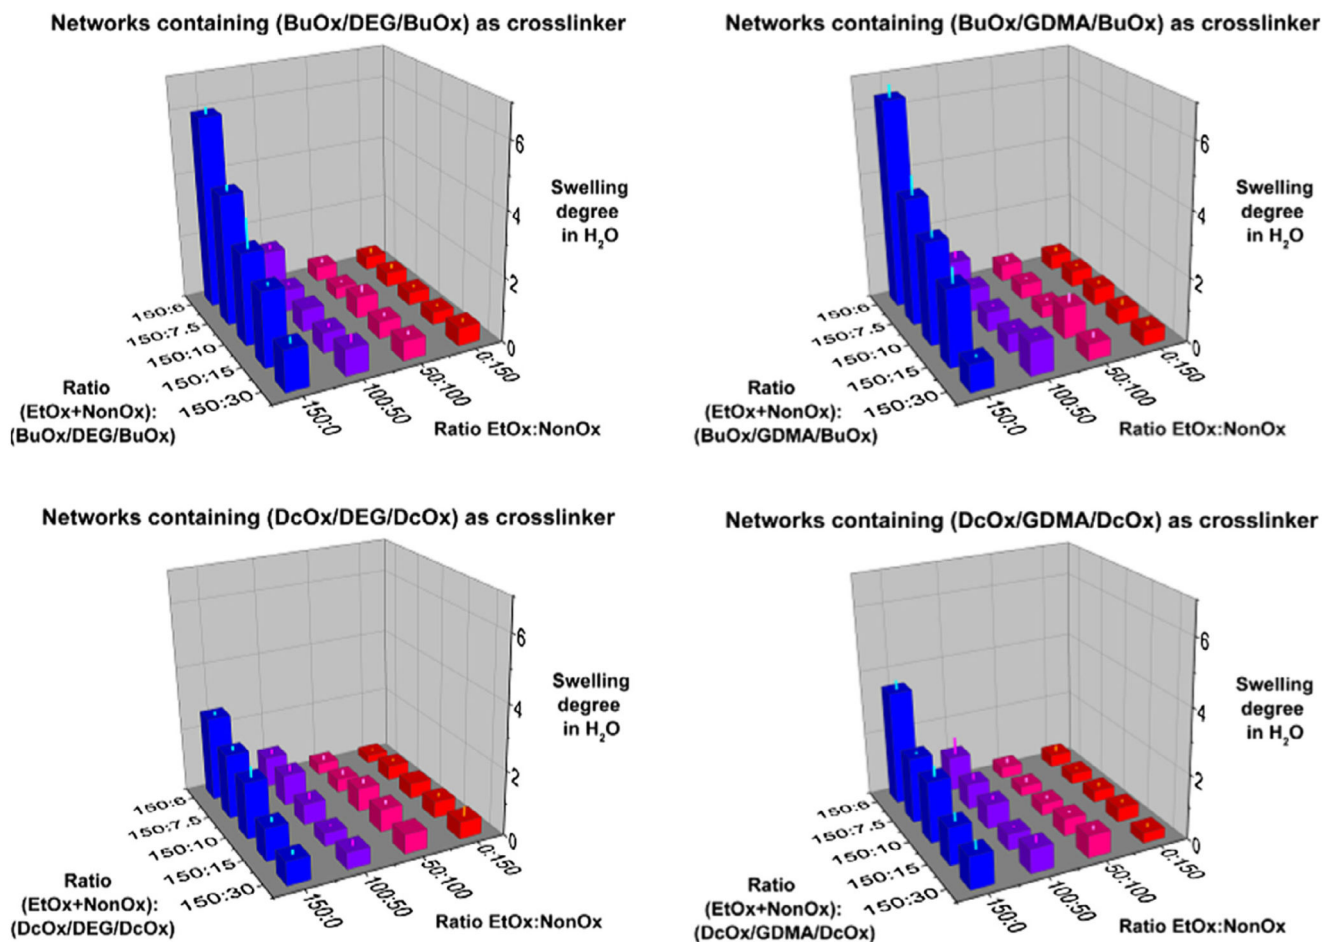 Networks containing (BuOx/DEG/BuOx) as crosslinker
6
4
2
0
Swelling
degree
in H₂O
150:6
150:7.5
150:10
150:15
150:30
150:0
100:50
50:100
0:150
Ratio
(EtOx+NonOx):
(BuOx/DEG/BuOx)
Ratio EtOx:NonOx
Networks containing (BuOx/GDMA/BuOx) as crosslinker
6
4
2
0
Swelling
degree
in H₂O
150:6
150:7.5
150:10
150:15
150:30
150:0
100:50
50:100
0:150
Ratio
(EtOx+NonOx):
(BuOx/GDMA/BuOx)
Ratio EtOx:NonOx
Networks containing (DcOx/DEG/DcOx) as crosslinker
6
4
2
0
Swelling
degree
in H₂O
150:6
150:7.5
150:10
150:15
150:30
150:0
100:50
50:100
0:150
Ratio
(EtOx+NonOx):
(DcOx/DEG/DcOx)
Ratio EtOx:NonOx
Networks containing (DcOx/GDMA/DcOx) as crosslinker
6
4
2
0
Swelling
degree
in H₂O
150:6
150:7.5
150:10
150:15
150:30
150:0
100:50
50:100
0:150
Ratio
(EtOx+NonOx):
(DcOx/GDMA/DcOx)
Ratio EtOx:NonOx